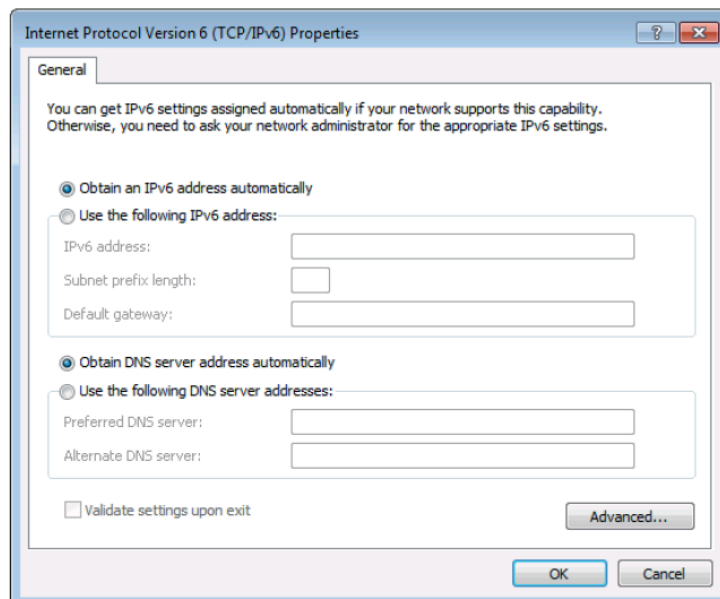 Internet Protocol Version 6 (TCP/IPv6) Properties
General
You can get IPv6 settings assigned automatically if your network supports this capability.
Otherwise, you need to ask your network administrator for the appropriate IPv6 settings.
Obtain an IPv6 address automatically
Use the following IPv6 address:
IPv6 address:
Subnet prefix length:
Default gateway:
Obtain DNS server address automatically
Use the following DNS server addresses:
Preferred DNS server:
Alternate DNS server:
Validate settings upon exit
Advanced...
OK
Cancel